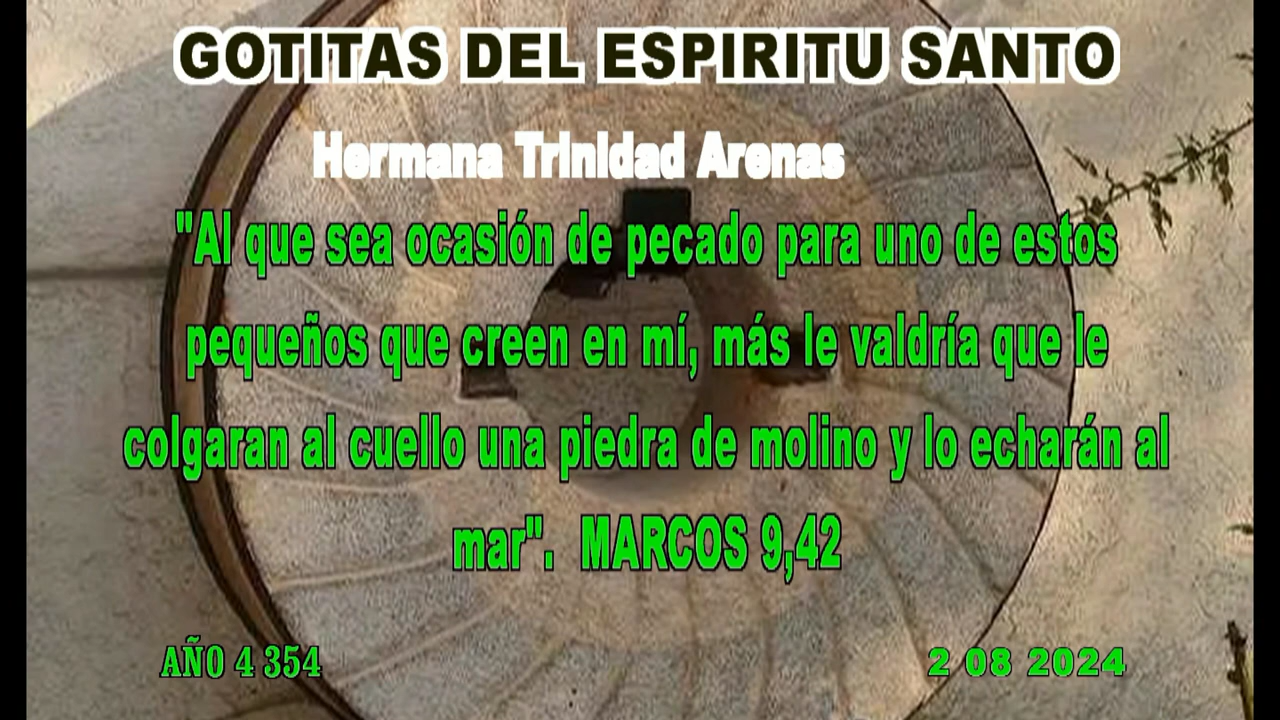 GOTITAS DEL ESPIRITU SANTO
Hermana Trinidad Arenas
"Al que sea ocasión de pecado para uno de estos
pequeños que creen en mí, más le valdría que le
colgaran al cuello una piedra de molino y lo echarán al
mar". MARCOS 9,42
AÑO 4 354
2 08 2024